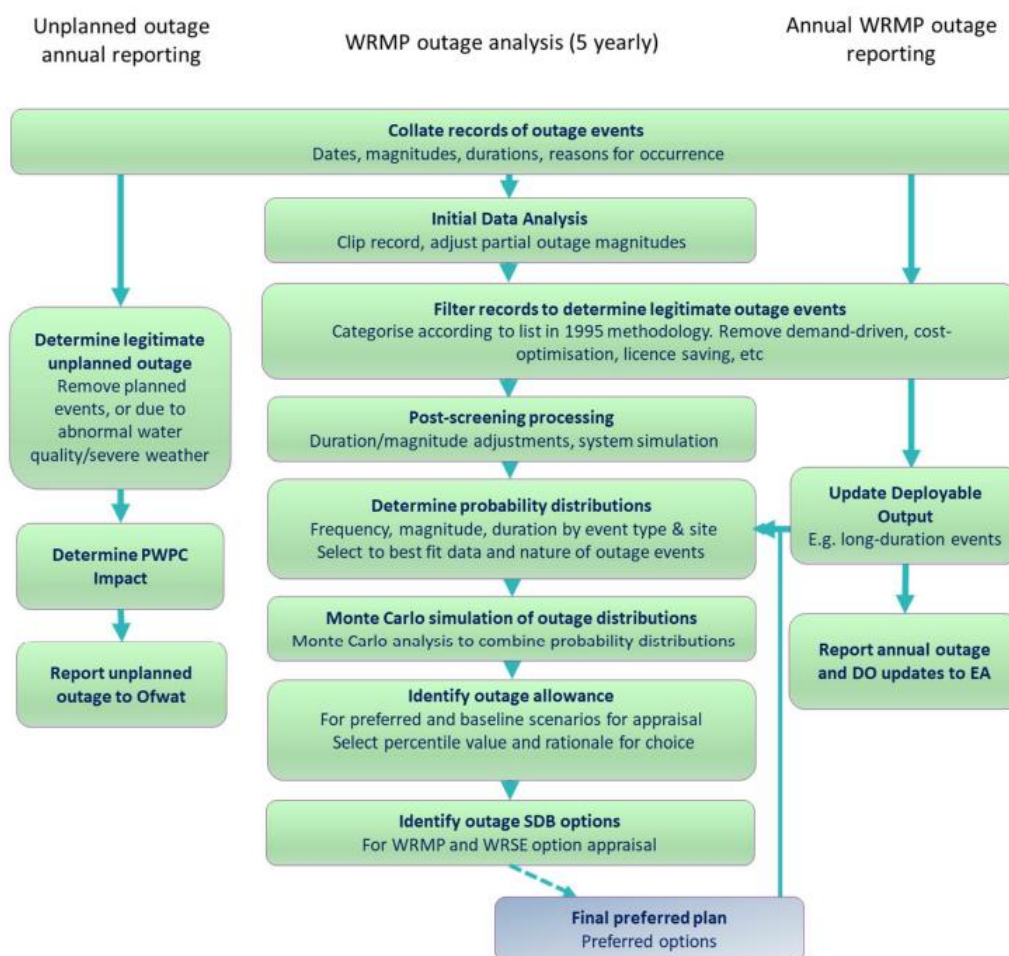 Unplanned outage
annual reporting
WRMP outage analysis (5 yearly)
Annual WRMP outage
reporting
Collate records of outage events
Dates, magnitudes, durations, reasons for occurrence
Initial Data Analysis
Clip record, adjust partial outage magnitudes
Filter records to determine legitimate outage events
Categorise according to list in 1995 methodology. Remove demand-driven, cost-
optimisation, licence saving, etc
Determine legitimate
unplanned outage
Remove planned
events, or due to
abnormal water
quality/severe weather
Post-screening processing
Duration/magnitude adjustments, system simulation
Determine probability distributions
Frequency, magnitude, duration by event type & site
Select to best fit data and nature of outage events
Update Deployable
Output
E.g. long-duration events
Determine PWPC
Impact
Monte Carlo simulation of outage distributions
Monte Carlo analysis to combine probability distributions
Report annual outage
and DO updates to EA
Report unplanned
outage to Ofwat
Identify outage allowance
For preferred and baseline scenarios for appraisal
Select percentile value and rationale for choice
Identify outage SDB options
For WRMP and WRSE option appraisal
Final preferred plan
Preferred options